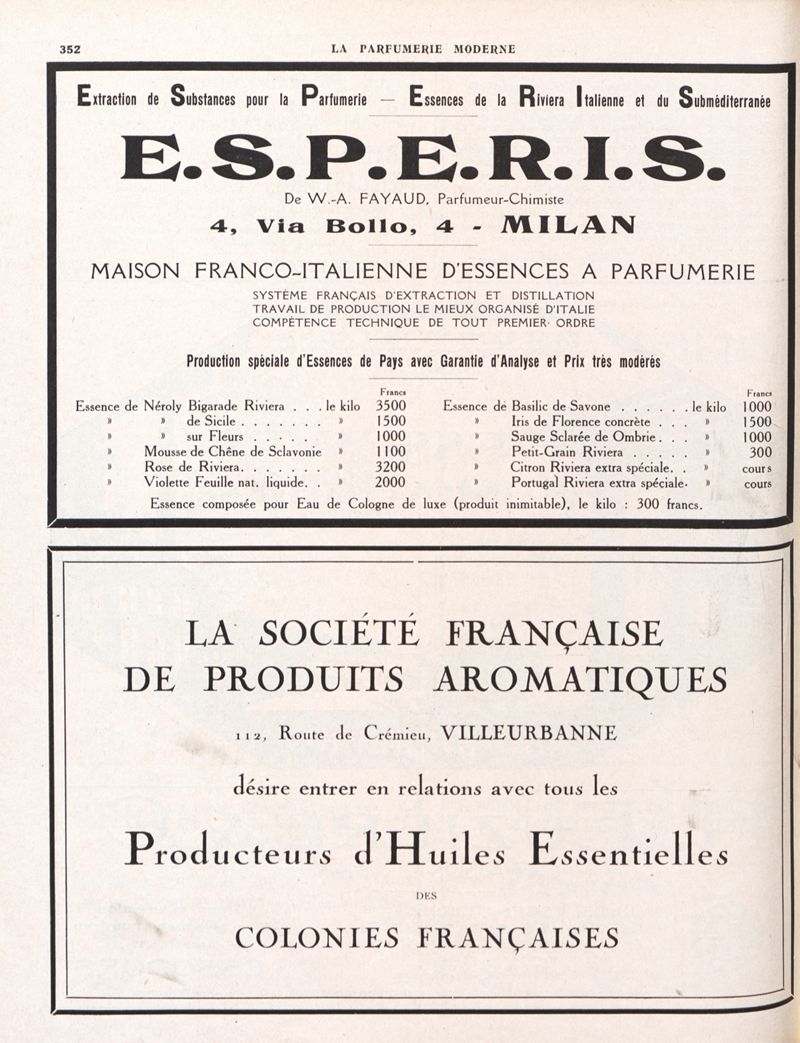 352
LA PARFUMERIE MODERNE
Extraction de Substances pour la Parfumerie — Essences de la Riviera Italienne et du Subméditerranée
E.S.P.E.R.I.S.
De W.-A. FAYAUD, Parfumeur-Chimiste
4, Via Bollo, 4 - MILAN
MAISON FRANCO-ITALIENNE D'ESSENCES A PARFUMERIE
SYSTÈME FRANÇAIS D'EXTRACTION ET DISTILLATION
TRAVAIL DE PRODUCTION LE MIEUX ORGANISÉ D'ITALIE
COMPÉTENCE TECHNIQUE DE TOUT PREMIER ORDRE
Production spéciale d'Essences de Pays avec Garantie d'Analyse et Prix très modérés
Francs
Essence de Néroly Bigarade Riviera . . . le kilo 3500
» » de Sicile . . . . . . . » 1500
» » sur Fleurs . . . . . » 1000
» Mousse de Chêne de Sclavonie » 1100
» Rose de Riviera. . . . . . . » 3200
» Violette Feuille nat. liquide. . » 2000
Francs
Essence de Basilic de Savone . . . . . . le kilo 1000
» Iris de Florence concrète . . . » 1500
» Sauge Sclarée de Ombrie . . . » 1000
» Petit-Grain Riviera . . . . . » 300
» Citron Riviera extra spéciale. . » cours
» Portugal Riviera extra spéciale. » cours
Essence composée pour Eau de Cologne de luxe (produit inimitable), le kilo : 300 francs.
LA SOCIÉTÉ FRANÇAISE
DE PRODUITS AROMATIQUES
112, Route de Crémieu, VILLEURBANNE
désire entrer en relations avec tous les
Producteurs d'Huiles Essentielles
DES
COLONIES FRANÇAISES